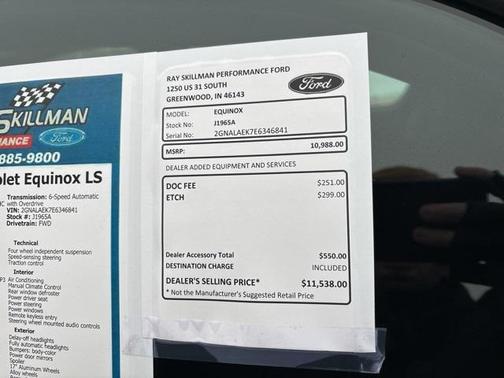 SKILLMAN
Ford
885-9800
Equinox LS
Transmission: 6-Speed Automatic
with Overdrive
VIN: 2GNALAEK7E6346841
Stock #: J1965A
Drivetrain: FWD
Technical
Four wheel independent suspension
Speed-sensing steering
Traction control
Interior
Air Conditioning
Manual Climate Control
Rear window defroster
Power driver seat
Power steering
Power windows
Remote keyless entry
Steering wheel mounted audio controls
Exterior
Delay-off headlights
Fully automatic headlights
Bumpers: body-color
Power door mirrors
Spoiler
17" Aluminum Wheels
Alloy wheels
RAY SKILLMAN PERFORMANCE FORD
1250 US 31 SOUTH
GREENWOOD, IN 46143
Ford
MODEL: EQUINOX
Stock No: J1965A
Serial No: 2GNALAEK7E6346841
MSRP: 10,988.00
DEALER ADDED EQUIPMENT AND SERVICES
DOC FEE $251.00
ETCH $299.00
Dealer Accessory Total $550.00
DESTINATION CHARGE INCLUDED
DEALER'S SELLING PRICE* $11,538.00
* Not the Manufacturer's Suggested Retail Price